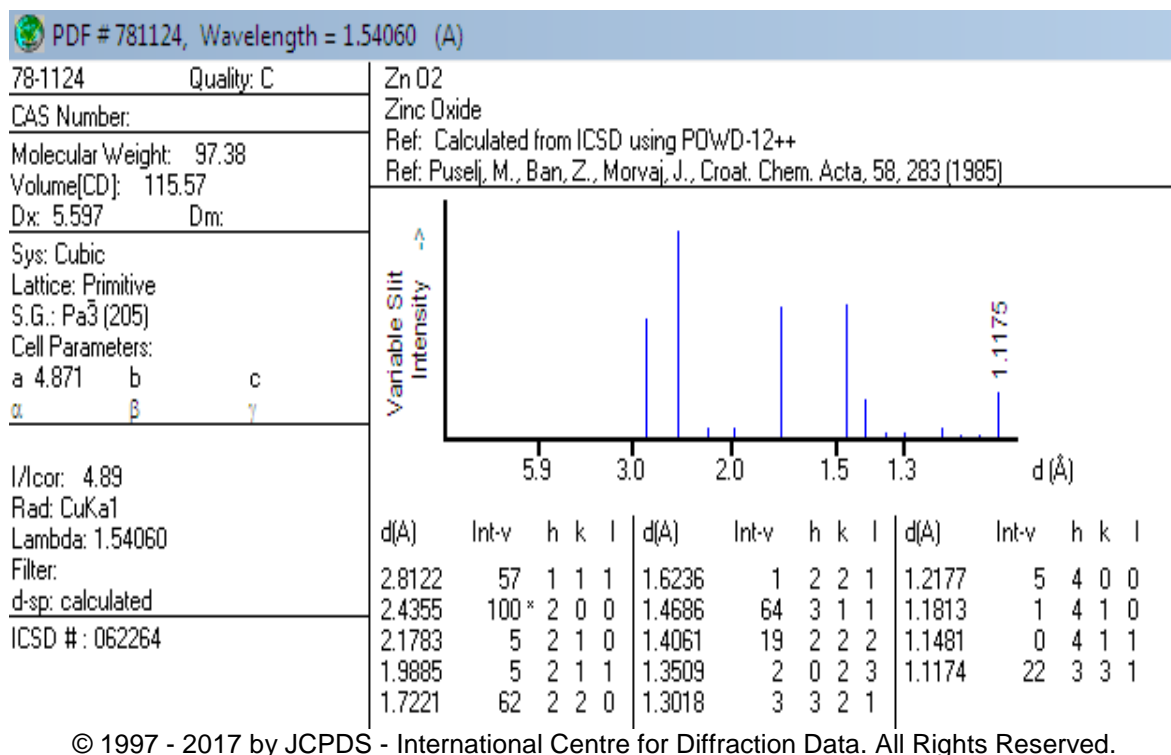 PDF # 781124, Wavelength = 1.54060 (A)
78-1124 Quality: C
CAS Number:
Molecular Weight: 97.38
Volume[CD]: 115.57
Dx: 5.597 Dm:
Sys: Cubic
Lattice: Primitive
S.G.: Pa3̄ (205)
Cell Parameters:
a 4.871 b c
α β γ
I/Icor: 4.89
Rad: CuKa1
Lambda: 1.54060
Filter:
d-sp: calculated
ICSD # : 062264
Zn O2
Zinc Oxide
Ref: Calculated from ICSD using POWD-12++
Ref: Puselj, M., Ban, Z., Morvaj, J., Croat. Chem. Acta, 58, 283 (1985)
Variable Slit
Intensity ->
1.1175
5.9 3.0 2.0 1.5 1.3 d (Å)
d(A) Int-v h k l d(A) Int-v h k l d(A) Int-v h k l
2.8122 57 1 1 1 1.6236 1 2 2 1 1.2177 5 4 0 0
2.4355 100 * 2 0 0 1.4686 64 3 1 1 1.1813 1 4 1 0
2.1783 5 2 1 0 1.4061 19 2 2 2 1.1481 0 4 1 1
1.9885 5 2 1 1 1.3509 2 0 2 3 1.1174 22 3 3 1
1.7221 62 2 2 0 1.3018 3 3 2 1
© 1997 - 2017 by JCPDS - International Centre for Diffraction Data. All Rights Reserved.